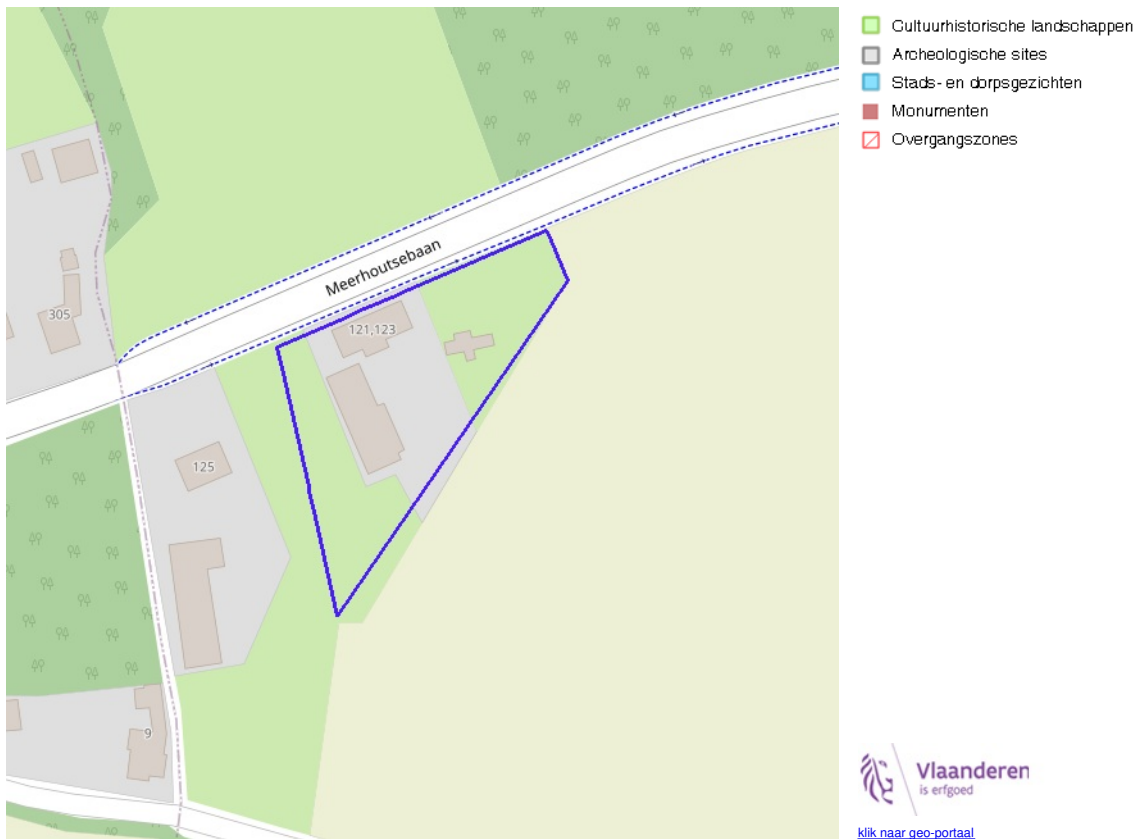 Cultuurhistorische landschappen
Archeologische sites
Stads- en dorpsgezichten
Monumenten
Overgangszones
Meerhoutsebaan
305
121,123
125
9
Vlaanderen
is erfgoed
klik naar geo-portaal